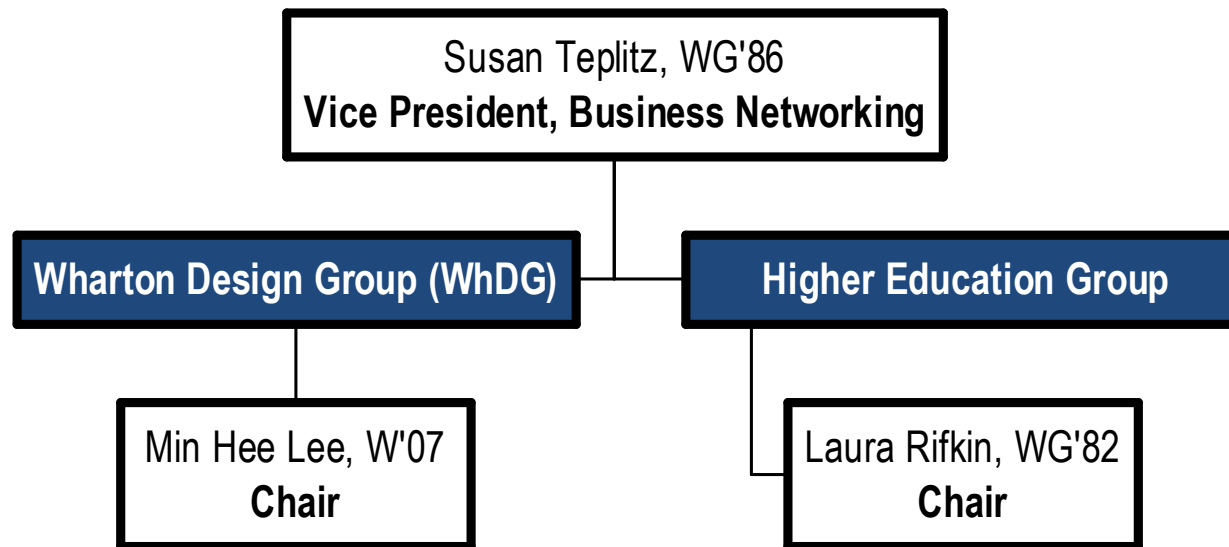 Susan Teplitz, WG'86
Vice President, Business Networking
Wharton Design Group (WhDG)
Higher Education Group
Min Hee Lee, W'07
Chair
Laura Rifkin, WG'82
Chair